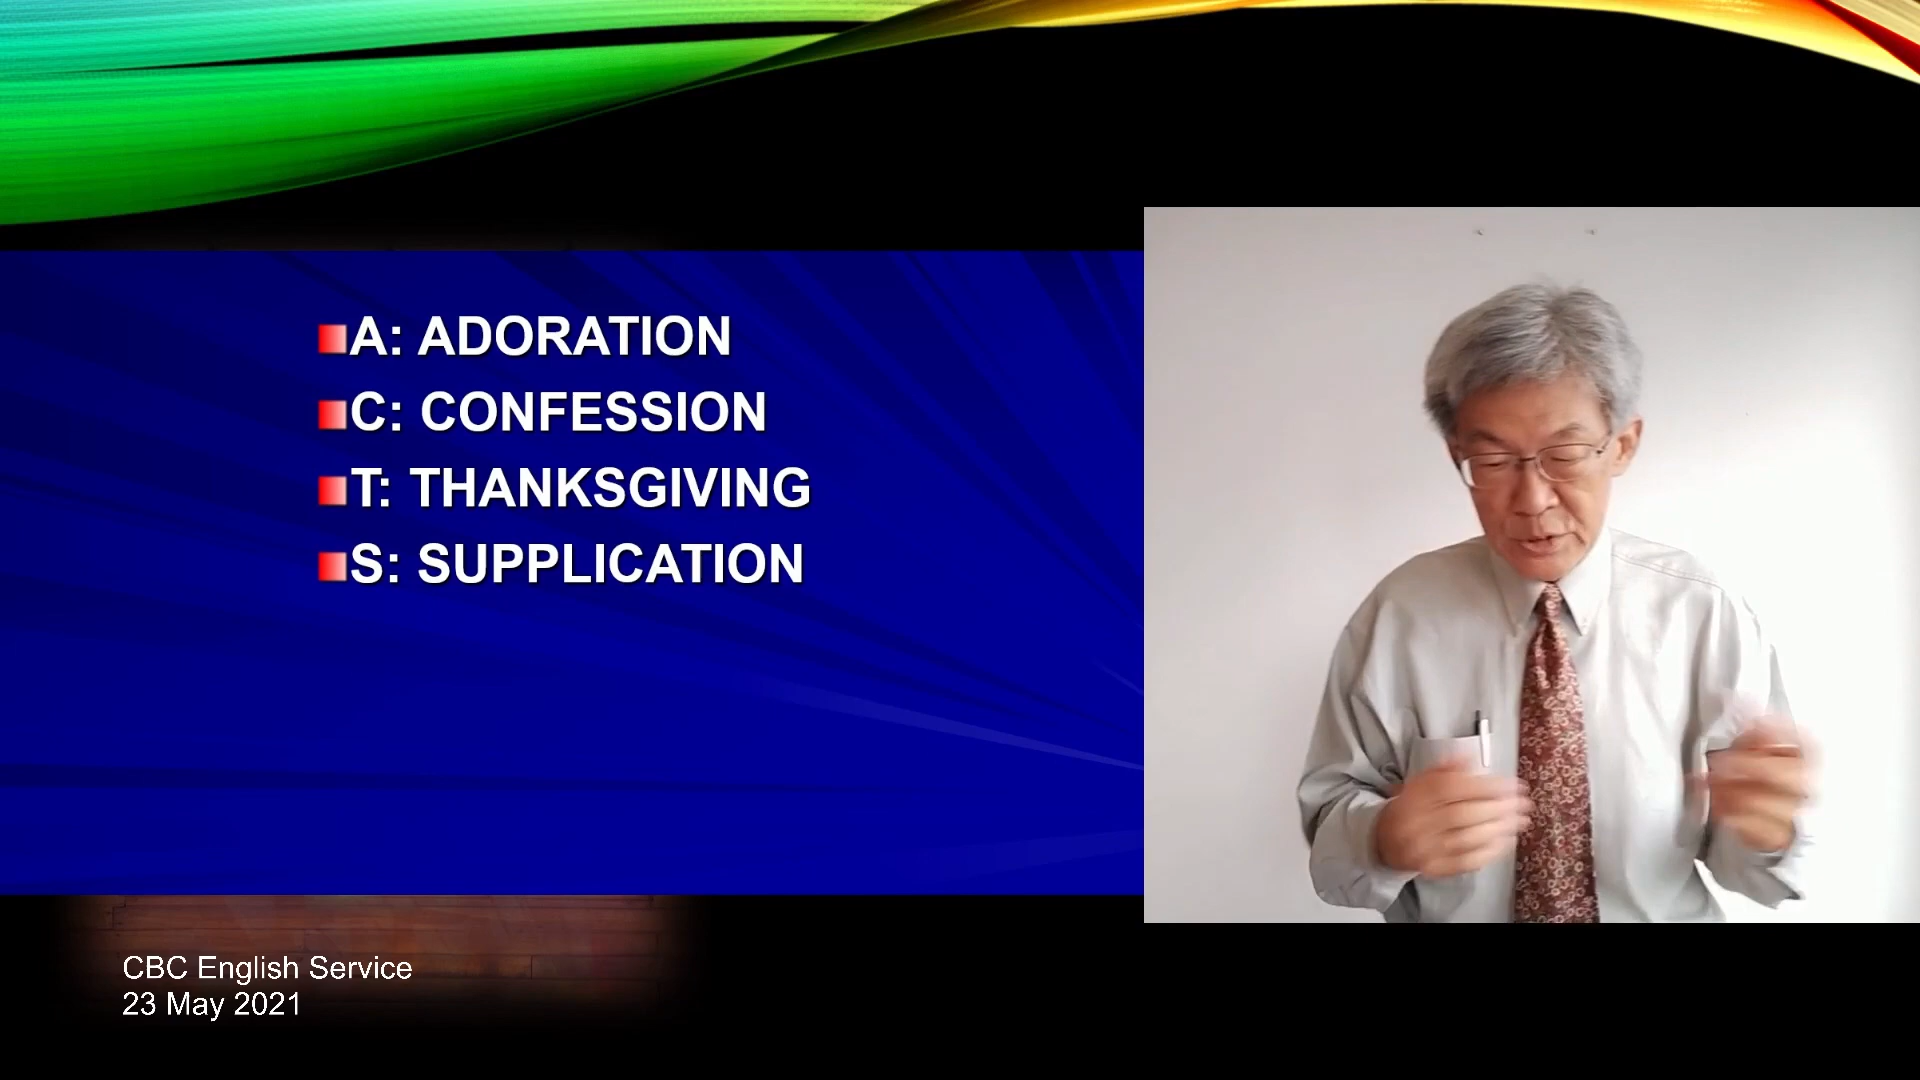 A: ADORATION
C: CONFESSION
T: THANKSGIVING
S: SUPPLICATION
CBC English Service
23 May 2021